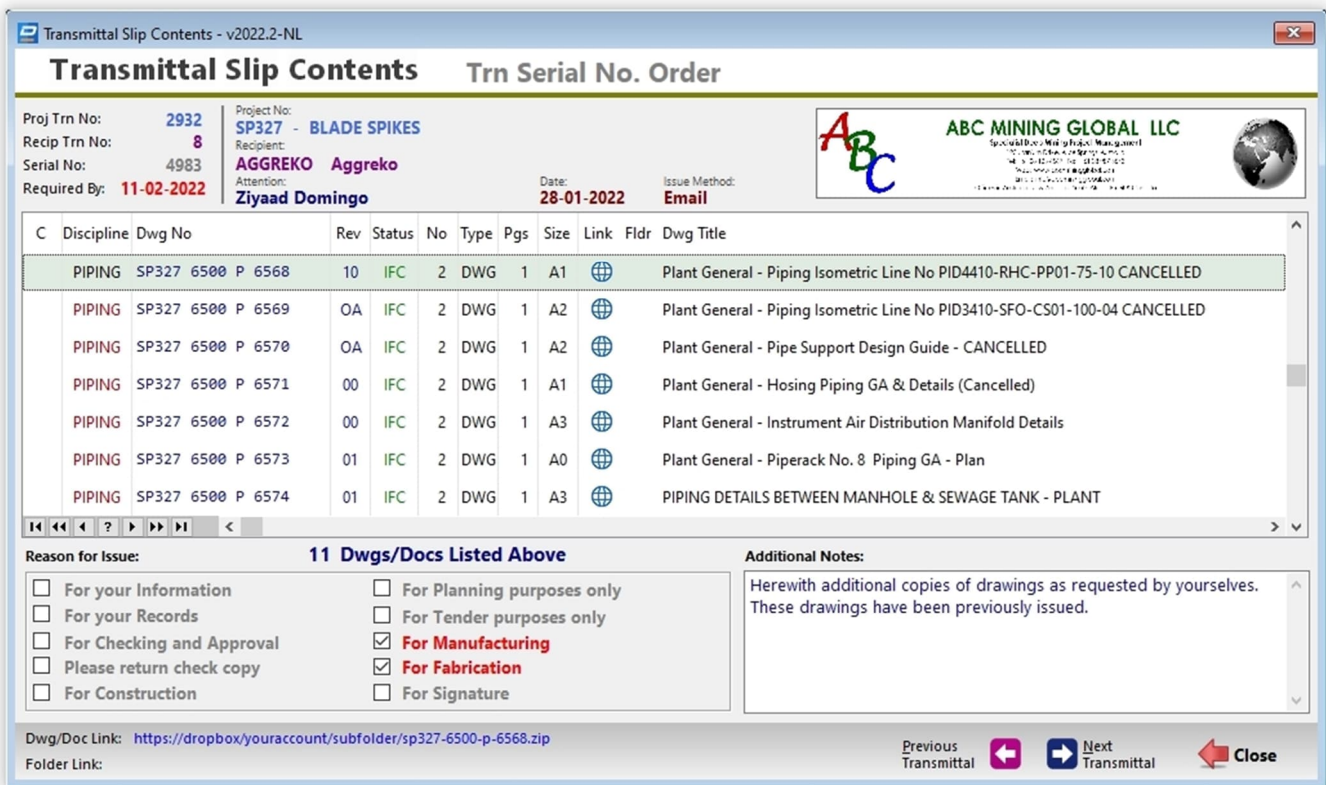 Transmittal Slip Contents - v2022.2-NL
Transmittal Slip Contents Trn Serial No. Order
Proj Trn No: 2932
Recip Trn No: 8
Serial No: 4983
Required By: 11-02-2022
Project No:
SP327 - BLADE SPIKES
Recipient:
AGGREKO Aggreko
Attention:
Ziyaad Domingo
Date:
28-01-2022
Issue Method:
Email
ABC
ABC MINING GLOBAL LLC
Specialist Deep Mining Project Management
C Discipline Dwg No Rev Status No Type Pgs Size Link Fldr Dwg Title
PIPING SP327 6500 P 6568 10 IFC 2 DWG 1 A1 Plant General - Piping Isometric Line No PID4410-RHC-PP01-75-10 CANCELLED
PIPING SP327 6500 P 6569 OA IFC 2 DWG 1 A2 Plant General - Piping Isometric Line No PID3410-SFO-CS01-100-04 CANCELLED
PIPING SP327 6500 P 6570 OA IFC 2 DWG 1 A2 Plant General - Pipe Support Design Guide - CANCELLED
PIPING SP327 6500 P 6571 00 IFC 2 DWG 1 A1 Plant General - Hosing Piping GA & Details (Cancelled)
PIPING SP327 6500 P 6572 00 IFC 2 DWG 1 A3 Plant General - Instrument Air Distribution Manifold Details
PIPING SP327 6500 P 6573 01 IFC 2 DWG 1 A0 Plant General - Piperack No. 8 Piping GA - Plan
PIPING SP327 6500 P 6574 01 IFC 2 DWG 1 A3 PIPING DETAILS BETWEEN MANHOLE & SEWAGE TANK - PLANT
?
Reason for Issue: 11 Dwgs/Docs Listed Above
For your Information
For your Records
For Checking and Approval
Please return check copy
For Construction
For Planning purposes only
For Tender purposes only
For Manufacturing
For Fabrication
For Signature
Additional Notes:
Herewith additional copies of drawings as requested by yourselves.
These drawings have been previously issued.
Dwg/Doc Link: https://dropbox/youraccount/subfolder/sp327-6500-p-6568.zip
Folder Link:
Previous
Transmittal
Next
Transmittal
Close